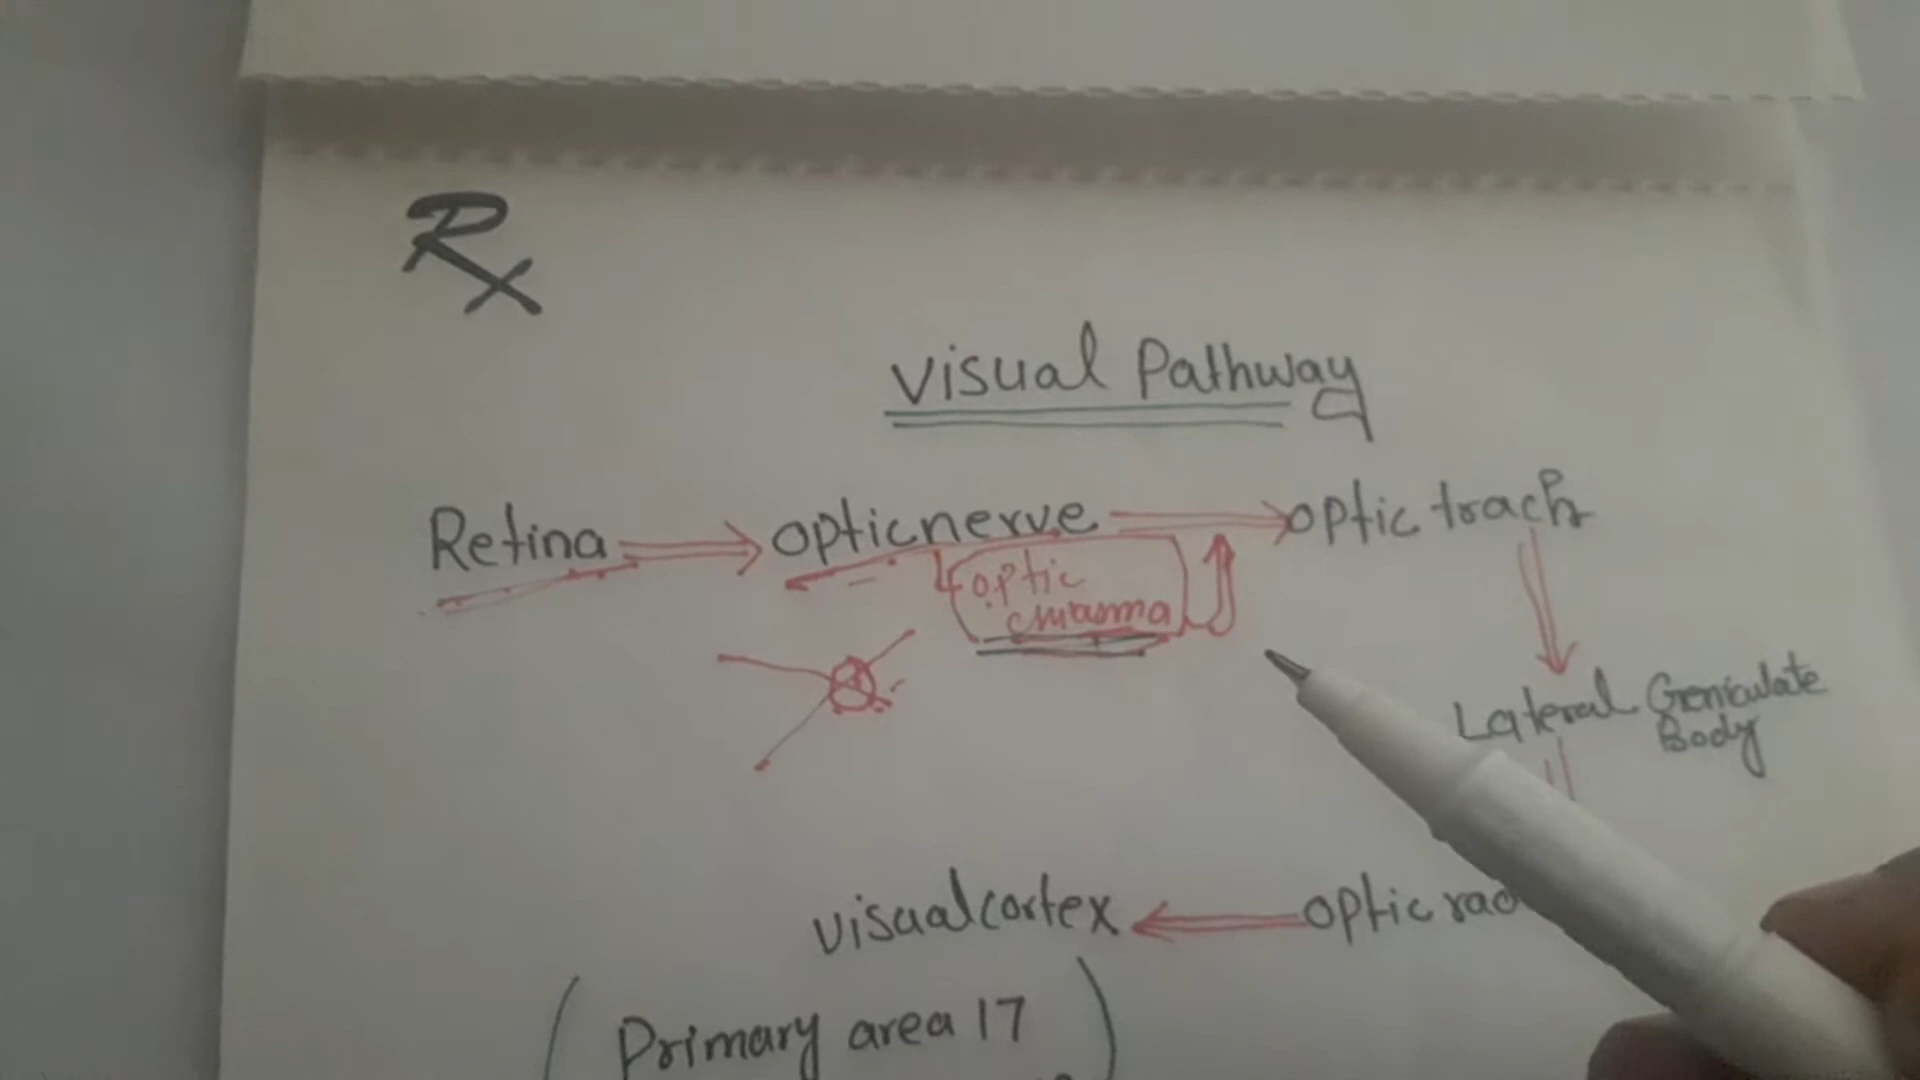 Rx
Visual Pathway
Retina optic nerve optic tract
optic
chiasma
Lateral Geniculate
Body
visual cortex optic rad
Primary area 17